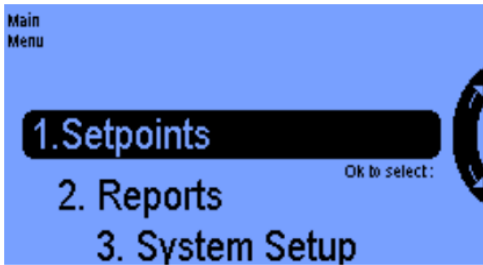 Main
Menu
1.Setpoints
Ok to select:
2. Reports
3. System Setup